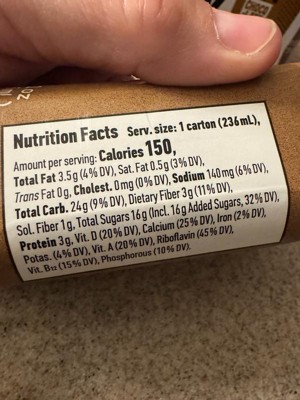 Nutrition Facts Serv. size: 1 carton (236mL),
Amount per serving: Calories 150,
Total Fat 3.5g (4% DV), Sat. Fat 0.5g (3% DV),
Trans Fat 0g, Cholest. 0mg (0% DV), Sodium 140mg (6% DV),
Total Carb. 24g (9% DV), Dietary Fiber 3g (11% DV),
Sol. Fiber 1g, Total Sugars 16g (Incl. 16g Added Sugars, 32% DV),
Protein 3g, Vit. D (20% DV), Calcium (25% DV), Iron (2% DV),
Potas. (4% DV), Vit. A (20% DV), Riboflavin (45% DV),
Vit. B12 (15% DV), Phosphorous (10% DV).